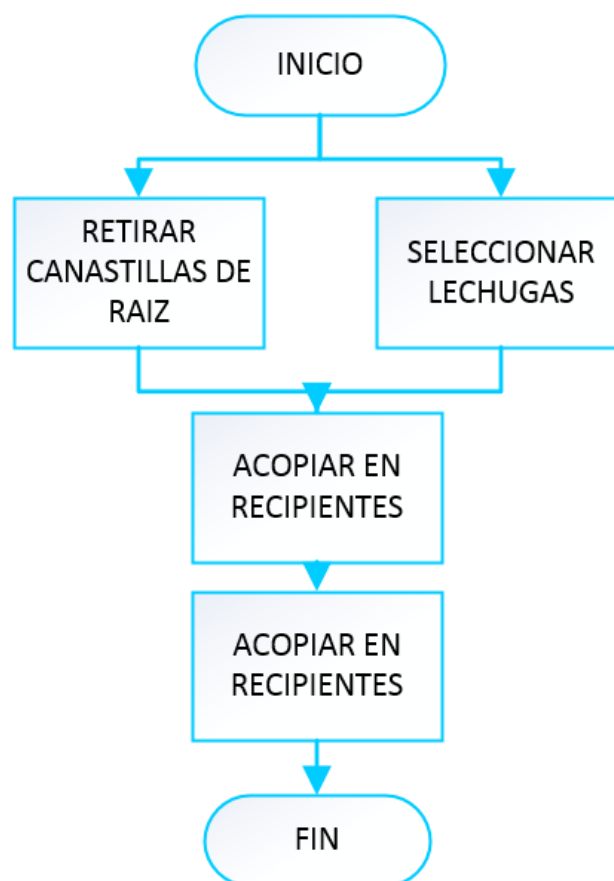 INICIO
RETIRAR
CANASTILLAS DE
RAIZ
SELECCIONAR
LECHUGAS
ACOPIAR EN
RECIPIENTES
ACOPIAR EN
RECIPIENTES
FIN